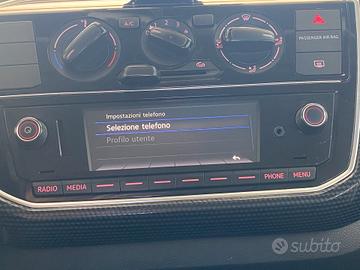 A/C
PASSENGER AIR BAG
Impostazioni telefono
Selezione telefono
Profilo utente
RADIO MEDIA PHONE MENU
subito